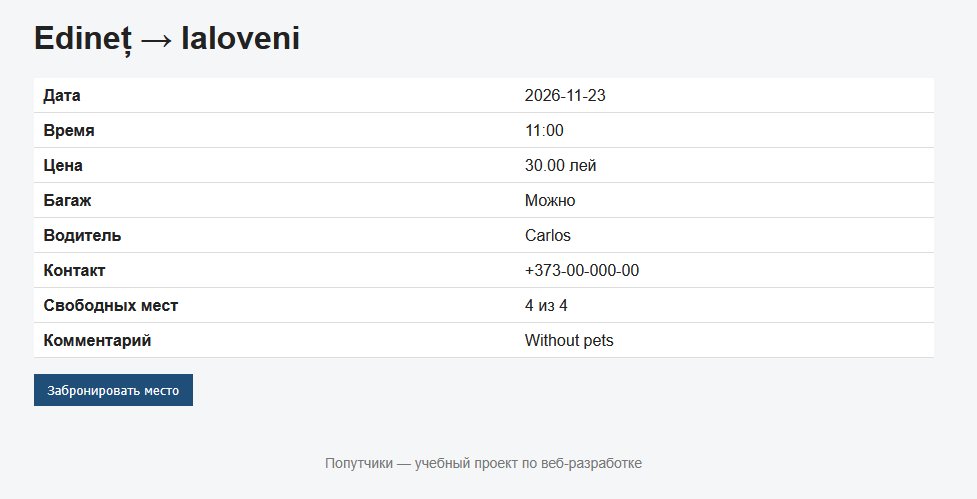 Edineț → Ialoveni
Дата 2026-11-23
Время 11:00
Цена 30.00 лей
Багаж Можно
Водитель Carlos
Контакт +373-00-000-00
Свободных мест 4 из 4
Комментарий Without pets
Забронировать место
Попутчики — учебный проект по веб-разработке